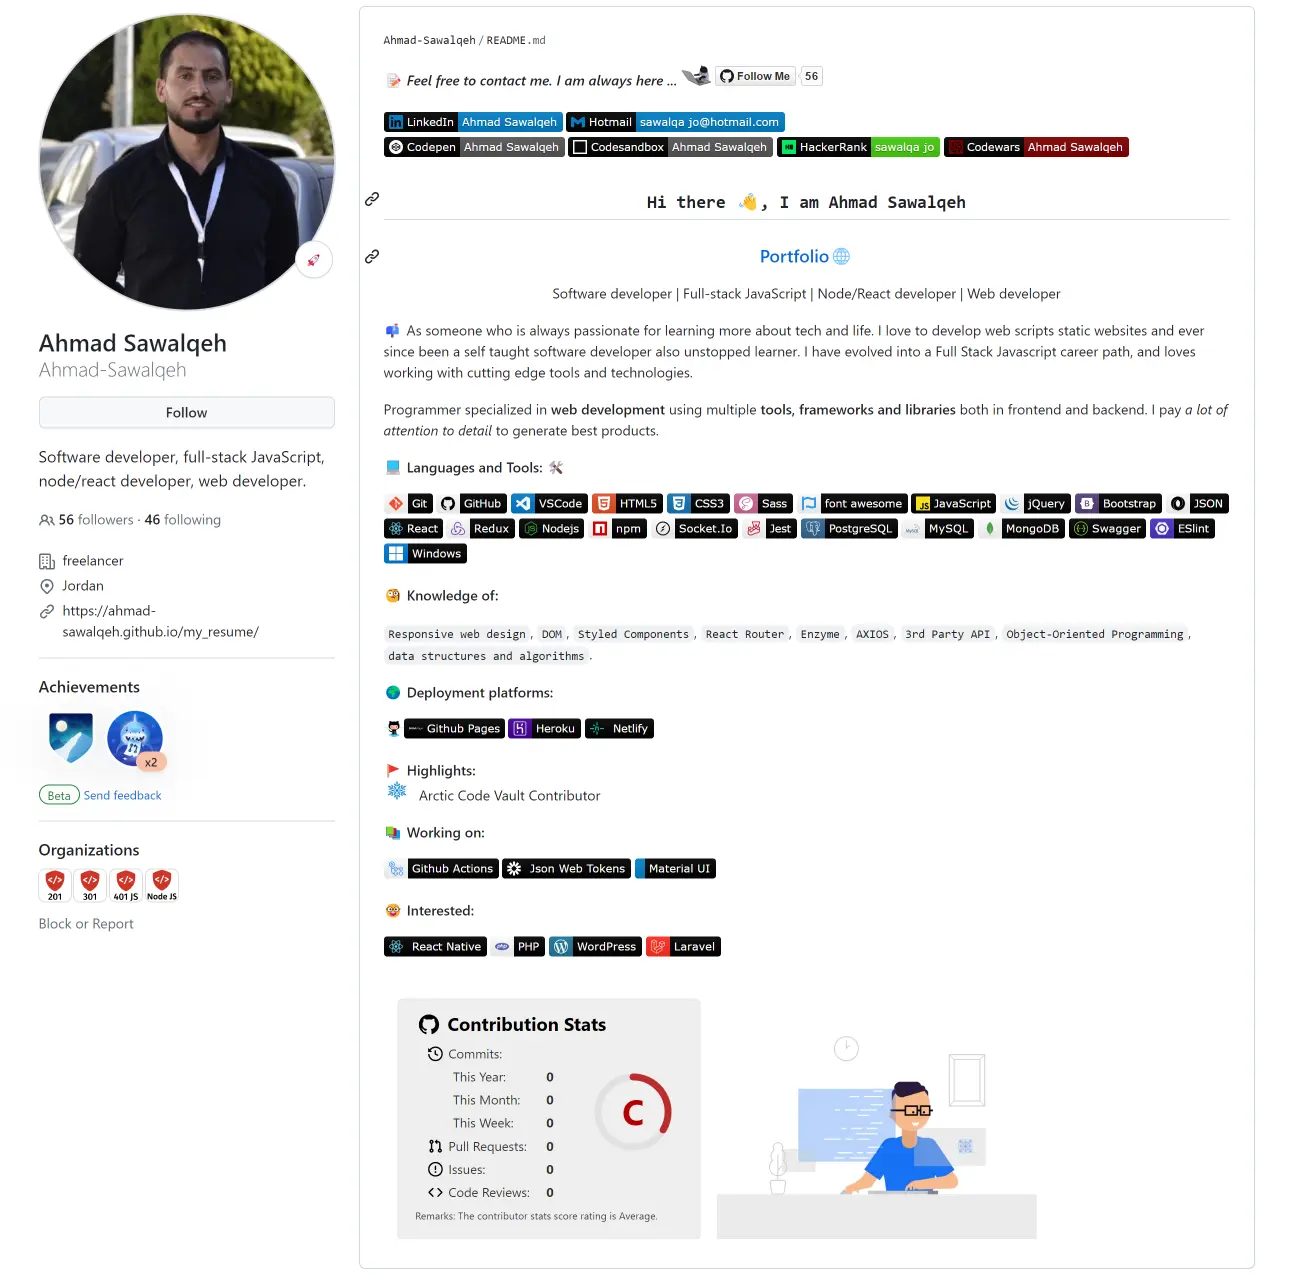 Ahmad Sawalqeh
Ahmad-Sawalqeh
Follow
Software developer, full-stack JavaScript,
node/react developer, web developer.
56 followers · 46 following
freelancer
Jordan
https://ahmad-
sawalqeh.github.io/my_resume/
Achievements
x2
Beta Send feedback
Organizations
201 301 401 JS Node JS
Block or Report
Ahmad-Sawalqeh / README.md
Feel free to contact me. I am always here ... Follow Me 56
LinkedIn Ahmad Sawalqeh Hotmail sawalqa jo@hotmail.com
Codepen Ahmad Sawalqeh Codesandbox Ahmad Sawalqeh HackerRank sawalqa jo Codewars Ahmad Sawalqeh
Hi there 👋, I am Ahmad Sawalqeh
Portfolio
Software developer | Full-stack JavaScript | Node/React developer | Web developer
As someone who is always passionate for learning more about tech and life. I love to develop web scripts static websites and ever
since been a self taught software developer also unstopped learner. I have evolved into a Full Stack Javascript career path, and loves
working with cutting edge tools and technologies.
Programmer specialized in web development using multiple tools, frameworks and libraries both in frontend and backend. I pay a lot of
attention to detail to generate best products.
Languages and Tools:
Git GitHub VSCode HTML5 CSS3 Sass font awesome JavaScript jQuery Bootstrap JSON
React Redux Nodejs npm Socket.Io Jest PostgreSQL MySQL MongoDB Swagger ESlint
Windows
Knowledge of:
Responsive web design, DOM, Styled Components, React Router, Enzyme, AXIOS, 3rd Party API, Object-Oriented Programming,
data structures and algorithms.
Deployment platforms:
Github Pages Heroku Netlify
Highlights:
Arctic Code Vault Contributor
Working on:
Github Actions Json Web Tokens Material UI
Interested:
React Native PHP WordPress Laravel
Contribution Stats
Commits:
This Year: 0
This Month: 0
This Week: 0
Pull Requests: 0
Issues: 0
Code Reviews: 0
C
Remarks: The contributor stats score rating is Average.